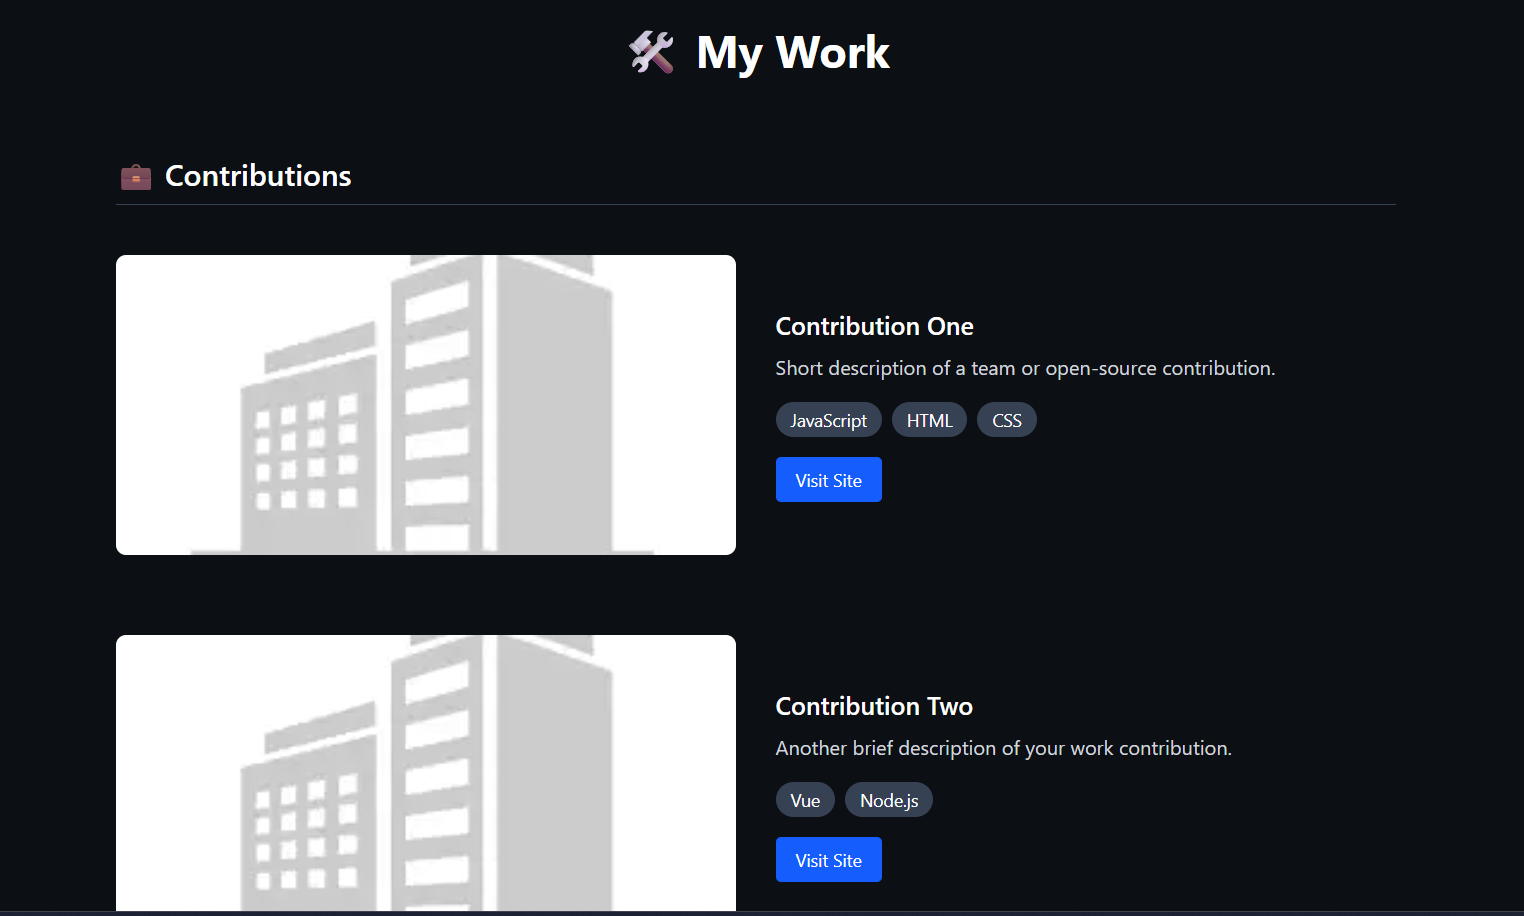 🛠️ My Work
💼 Contributions
Contribution One
Short description of a team or open-source contribution.
JavaScript HTML CSS
Visit Site
Contribution Two
Another brief description of your work contribution.
Vue Node.js
Visit Site